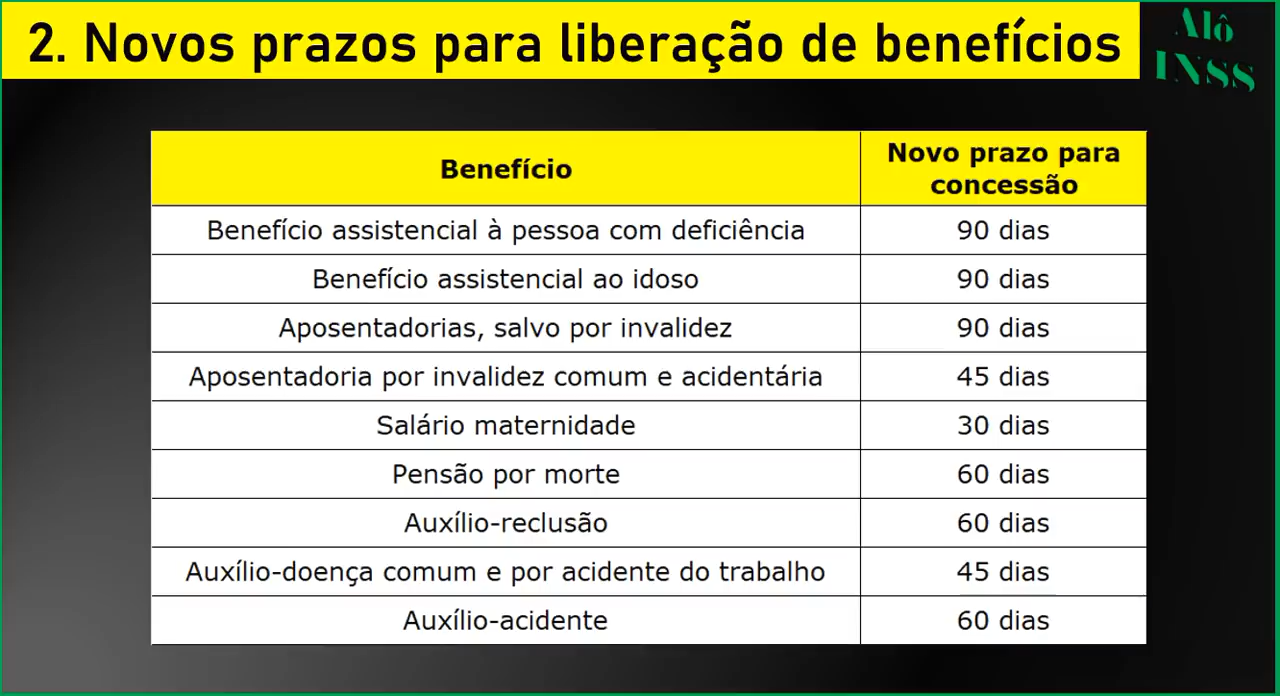 2. Novos prazos para liberação de benefícios
Alô
INSS
Benefício
Novo prazo para
concessão
Benefício assistencial à pessoa com deficiência
90 dias
Benefício assistencial ao idoso
90 dias
Aposentadorias, salvo por invalidez
90 dias
Aposentadoria por invalidez comum e acidentária
45 dias
Salário maternidade
30 dias
Pensão por morte
60 dias
Auxílio-reclusão
60 dias
Auxílio-doença comum e por acidente do trabalho
45 dias
Auxílio-acidente
60 dias